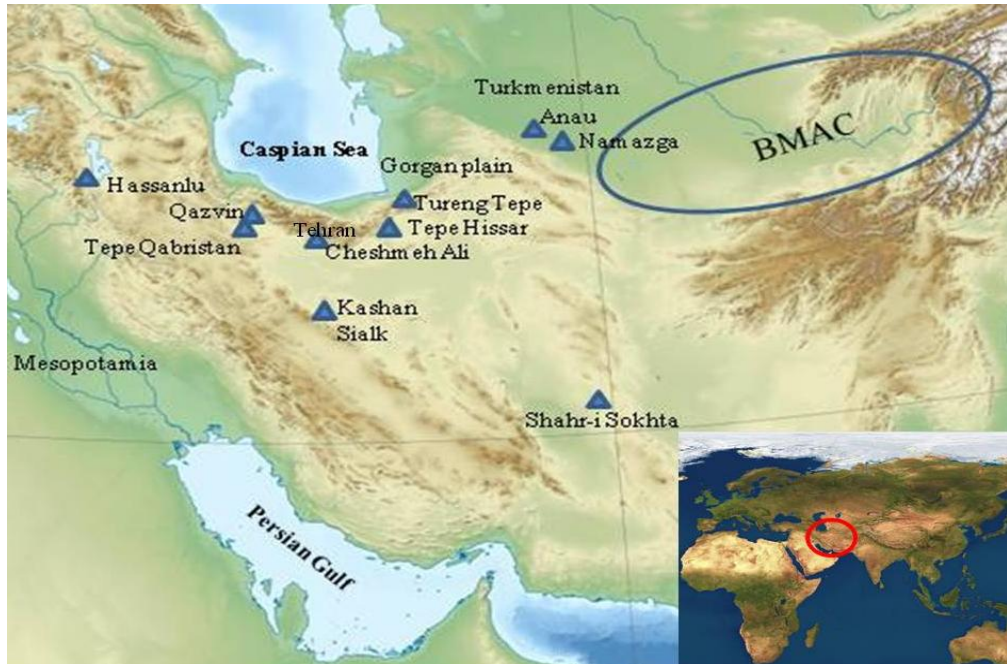 Turkmenistan
Anau
Namazga
BMAC
Caspian Sea
Gorgan plain
Hassanlu
Qazvin
Tureng Tepe
Tepe Qabristan
Tehran
Tepe Hissar
Cheshmeh Ali
Kashan
Sialk
Mesopotamia
Shahr-i Sokhta
Persian Gulf